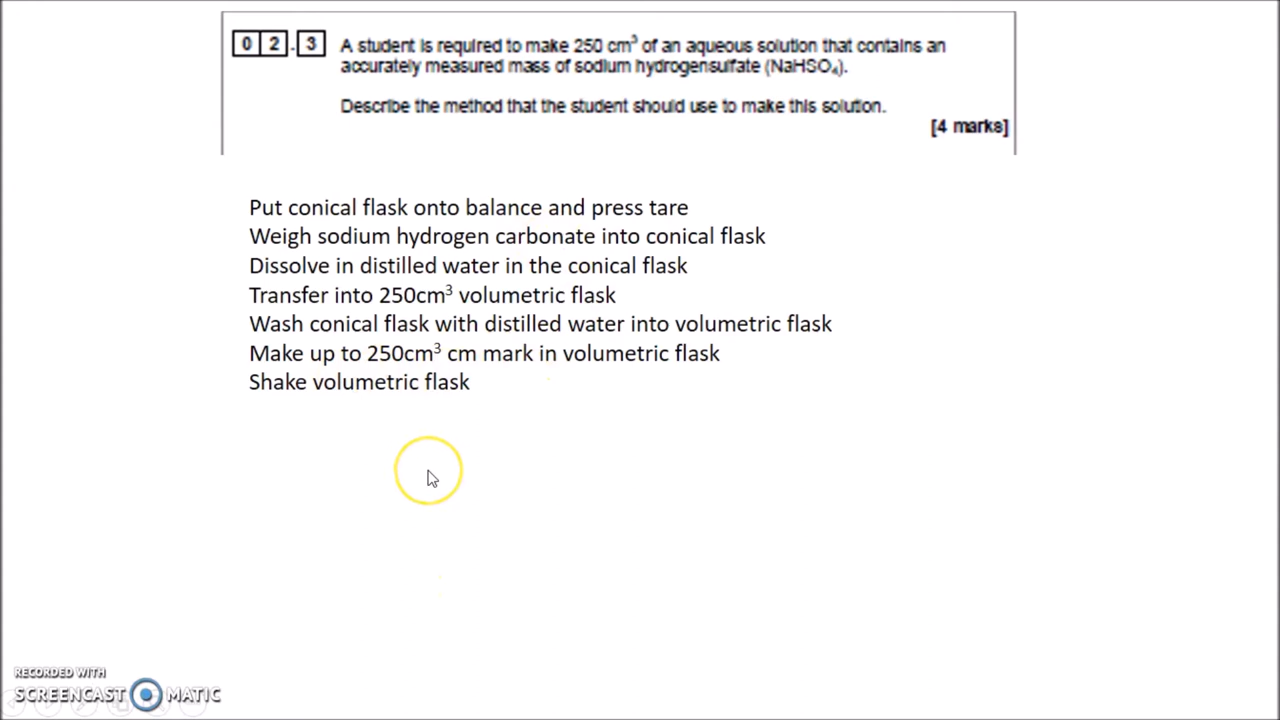 02.3 A student is required to make 250 cm³ of an aqueous solution that contains an
accurately measured mass of sodium hydrogensulfate (NaHSO₄).
Describe the method that the student should use to make this solution.
[4 marks]
Put conical flask onto balance and press tare
Weigh sodium hydrogen carbonate into conical flask
Dissolve in distilled water in the conical flask
Transfer into 250cm³ volumetric flask
Wash conical flask with distilled water into volumetric flask
Make up to 250cm³ cm mark in volumetric flask
Shake volumetric flask
RECORDED WITH
SCREENCAST MATIC